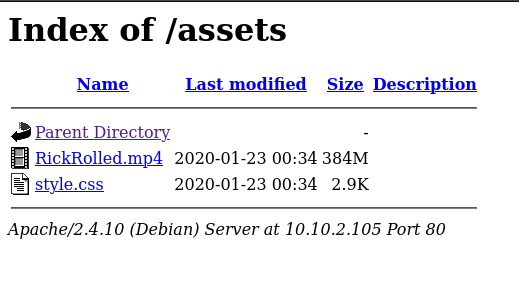 Index of /assets
Name Last modified Size Description
Parent Directory -
RickRolled.mp4 2020-01-23 00:34 384M
style.css 2020-01-23 00:34 2.9K
Apache/2.4.10 (Debian) Server at 10.10.2.105 Port 80